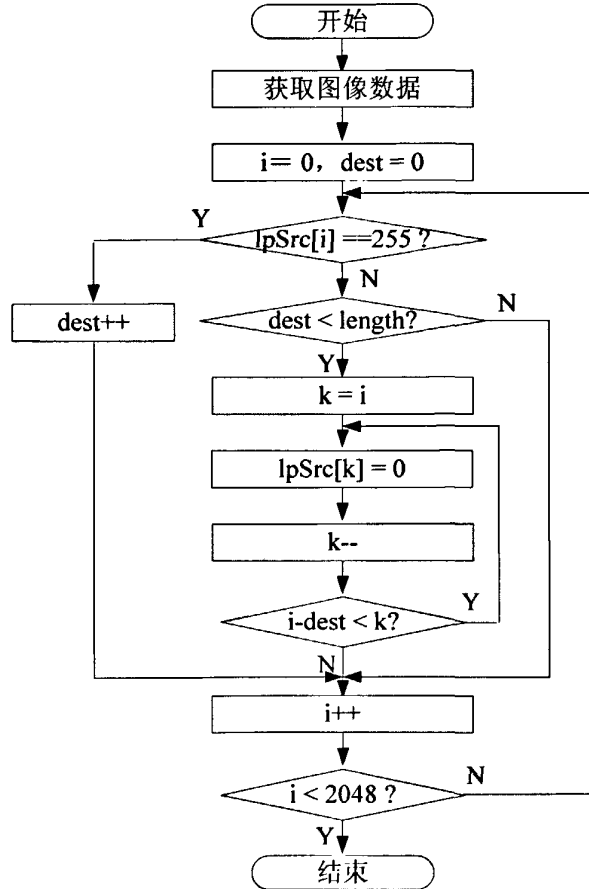 开始
获取图像数据
i= 0, dest = 0
Y
lpSrc[i] ==255 ?
N
dest++
dest < length?
N
Y
k = i
lpSrc[k] = 0
k--
i-dest < k?
Y
N
i++
i < 2048 ?
N
Y
结束